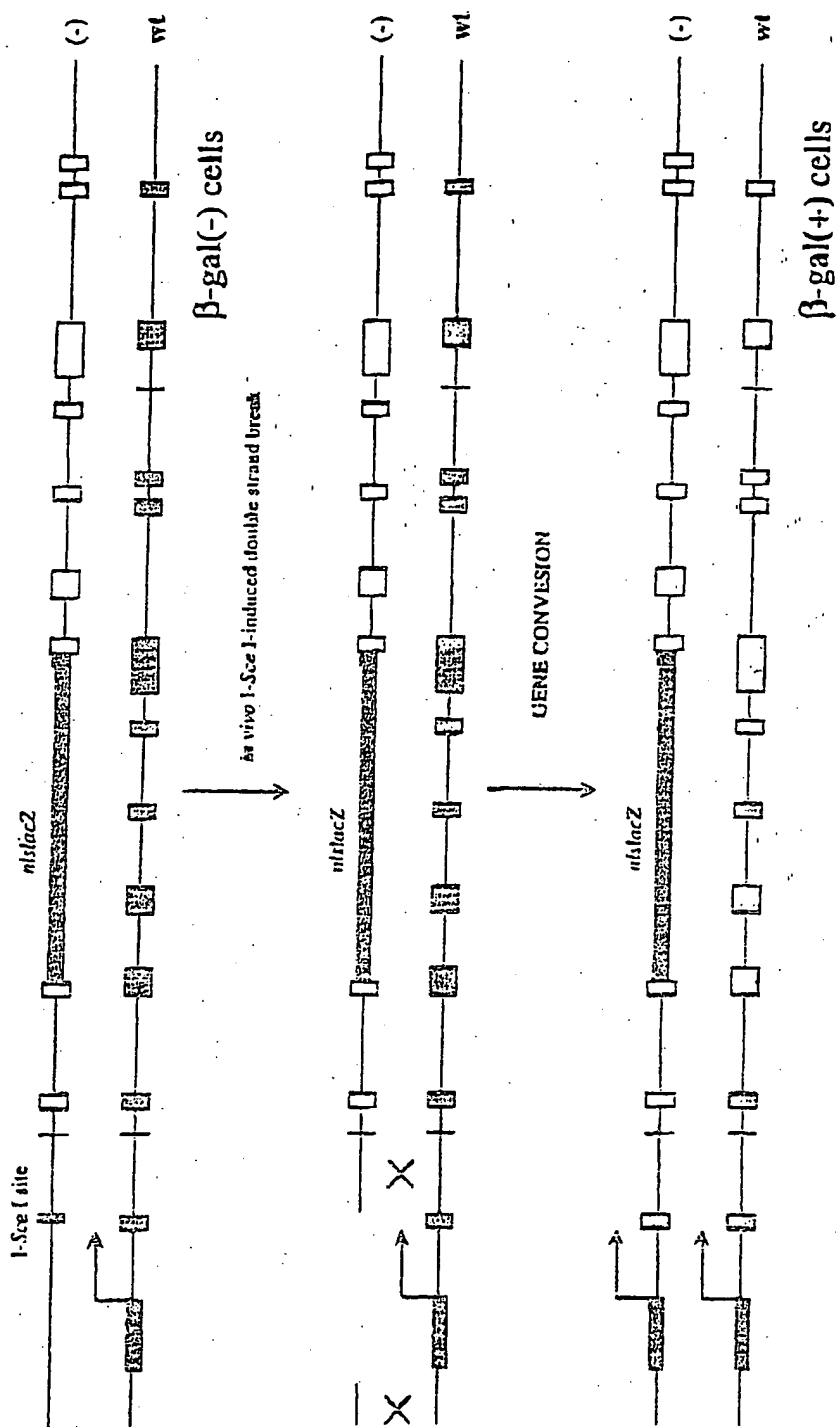 I-Sce I site
nlslacZ
(-)
wt
β-gal(-) cells
in vivo I-Sce I-induced double strand break
nlslacZ
(-)
wt
GENE CONVESION
nlslacZ
(-)
wt
β-gal(+) cells